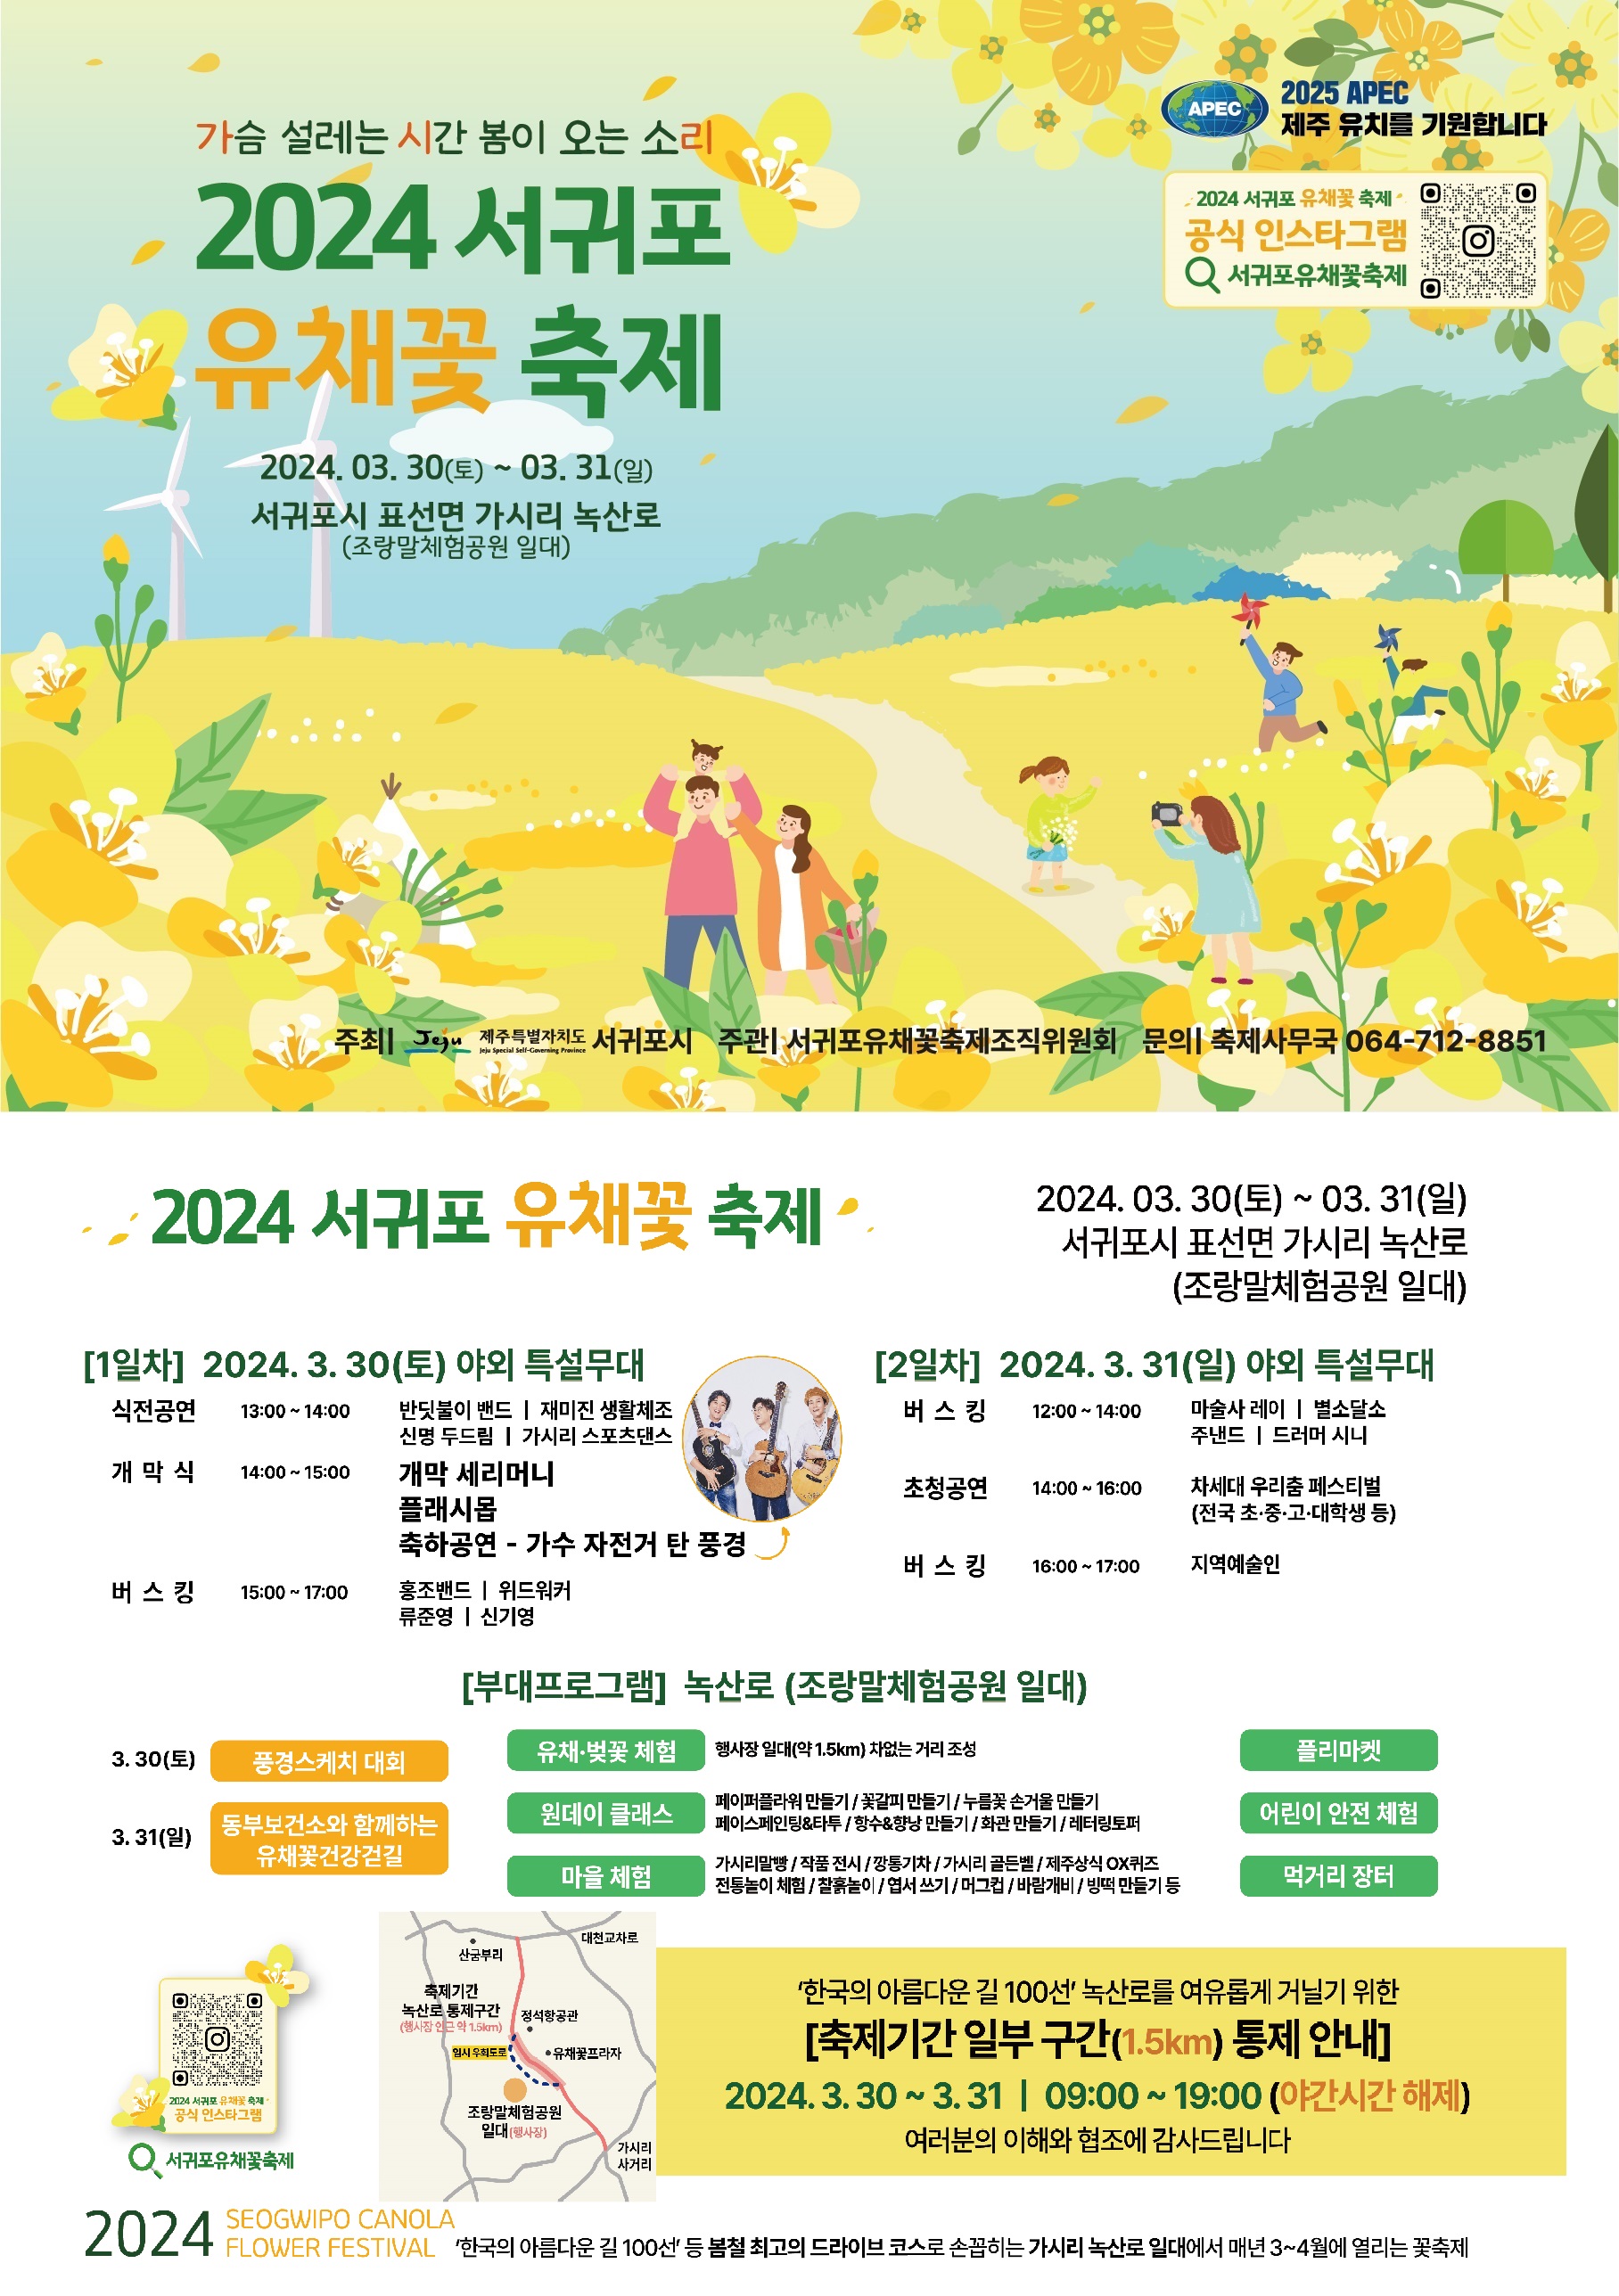 가슴 설레는 시간 봄이 오는 소리
2024 서귀포
유채꽃 축제
2024. 03. 30(토) ~ 03. 31(일)
서귀포시 표선면 가시리 녹산로
(조랑말체험공원 일대)
APEC
2025 APEC
제주 유치를 기원합니다
2024 서귀포 유채꽃 축제
공식 인스타그램
서귀포유채꽃축제
주최| Jeju 제주특별자치도 서귀포시 주관| 서귀포유채꽃축제조직위원회 문의| 축제사무국 064-712-8851
Jeju Special Self-Governing Province
2024 서귀포 유채꽃 축제
2024. 03. 30(토) ~ 03. 31(일)
서귀포시 표선면 가시리 녹산로
(조랑말체험공원 일대)
[1일차] 2024. 3. 30(토) 야외 특설무대
식전공연 13:00 ~ 14:00 반딧불이 밴드 | 재미진 생활체조
신명 두드림 | 가시리 스포츠댄스
개 막 식 14:00 ~ 15:00 개막 세리머니
플래시몹
축하공연 - 가수 자전거 탄 풍경
버 스 킹 15:00 ~ 17:00 홍조밴드 | 위드워커
류준영 | 신기영
[2일차] 2024. 3. 31(일) 야외 특설무대
버 스 킹 12:00 ~ 14:00 마술사 레이 | 별소달소
주낸드 | 드러머 시니
초청공연 14:00 ~ 16:00 차세대 우리춤 페스티벌
(전국 초·중·고·대학생 등)
버 스 킹 16:00 ~ 17:00 지역예술인
[부대프로그램] 녹산로 (조랑말체험공원 일대)
3. 30(토) 풍경스케치 대회
3. 31(일) 동부보건소와 함께하는
유채꽃건강걷길
유채·벚꽃 체험 행사장 일대(약 1.5km) 차없는 거리 조성
원데이 클래스 페이퍼플라워 만들기 / 꽃갈피 만들기 / 누름꽃 손거울 만들기
페이스페인팅&타투 / 향수&향낭 만들기 / 화관 만들기 / 레터링토퍼
마을 체험 가시리말빵 / 작품 전시 / 깡통기차 / 가시리 골든벨 / 제주상식 OX퀴즈
전통놀이 체험 / 찰흙놀이 / 엽서 쓰기 / 머그컵 / 바람개비 / 빙떡 만들기 등
플리마켓
어린이 안전 체험
먹거리 장터
2024 서귀포 유채꽃 축제
공식 인스타그램
서귀포유채꽃축제
대천교차로
산굼부리
축제기간
녹산로 통제구간
(행사장 인근 약 1.5km)
정석항공관
임시 우회도로
유채꽃프라자
조랑말체험공원
일대(행사장)
가시리
사거리
'한국의 아름다운 길 100선' 녹산로를 여유롭게 거닐기 위한
[축제기간 일부 구간(1.5km) 통제 안내]
2024. 3. 30 ~ 3. 31 | 09:00 ~ 19:00 (야간시간 해제)
여러분의 이해와 협조에 감사드립니다
2024 SEOGWIPO CANOLA
FLOWER FESTIVAL
'한국의 아름다운 길 100선' 등 봄철 최고의 드라이브 코스로 손꼽히는 가시리 녹산로 일대에서 매년 3~4월에 열리는 꽃축제